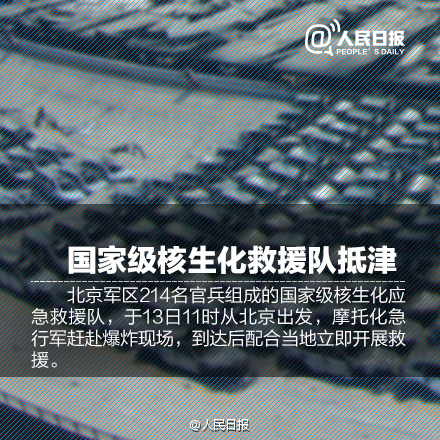 @人民日报
PEOPLE'S DAILY
国家级核生化救援队抵津
北京军区214名官兵组成的国家级核生化应
急救援队，于13日11时从北京出发，摩托化急
行军赶赴爆炸现场，到达后配合当地立即开展救
援。
@人民日报